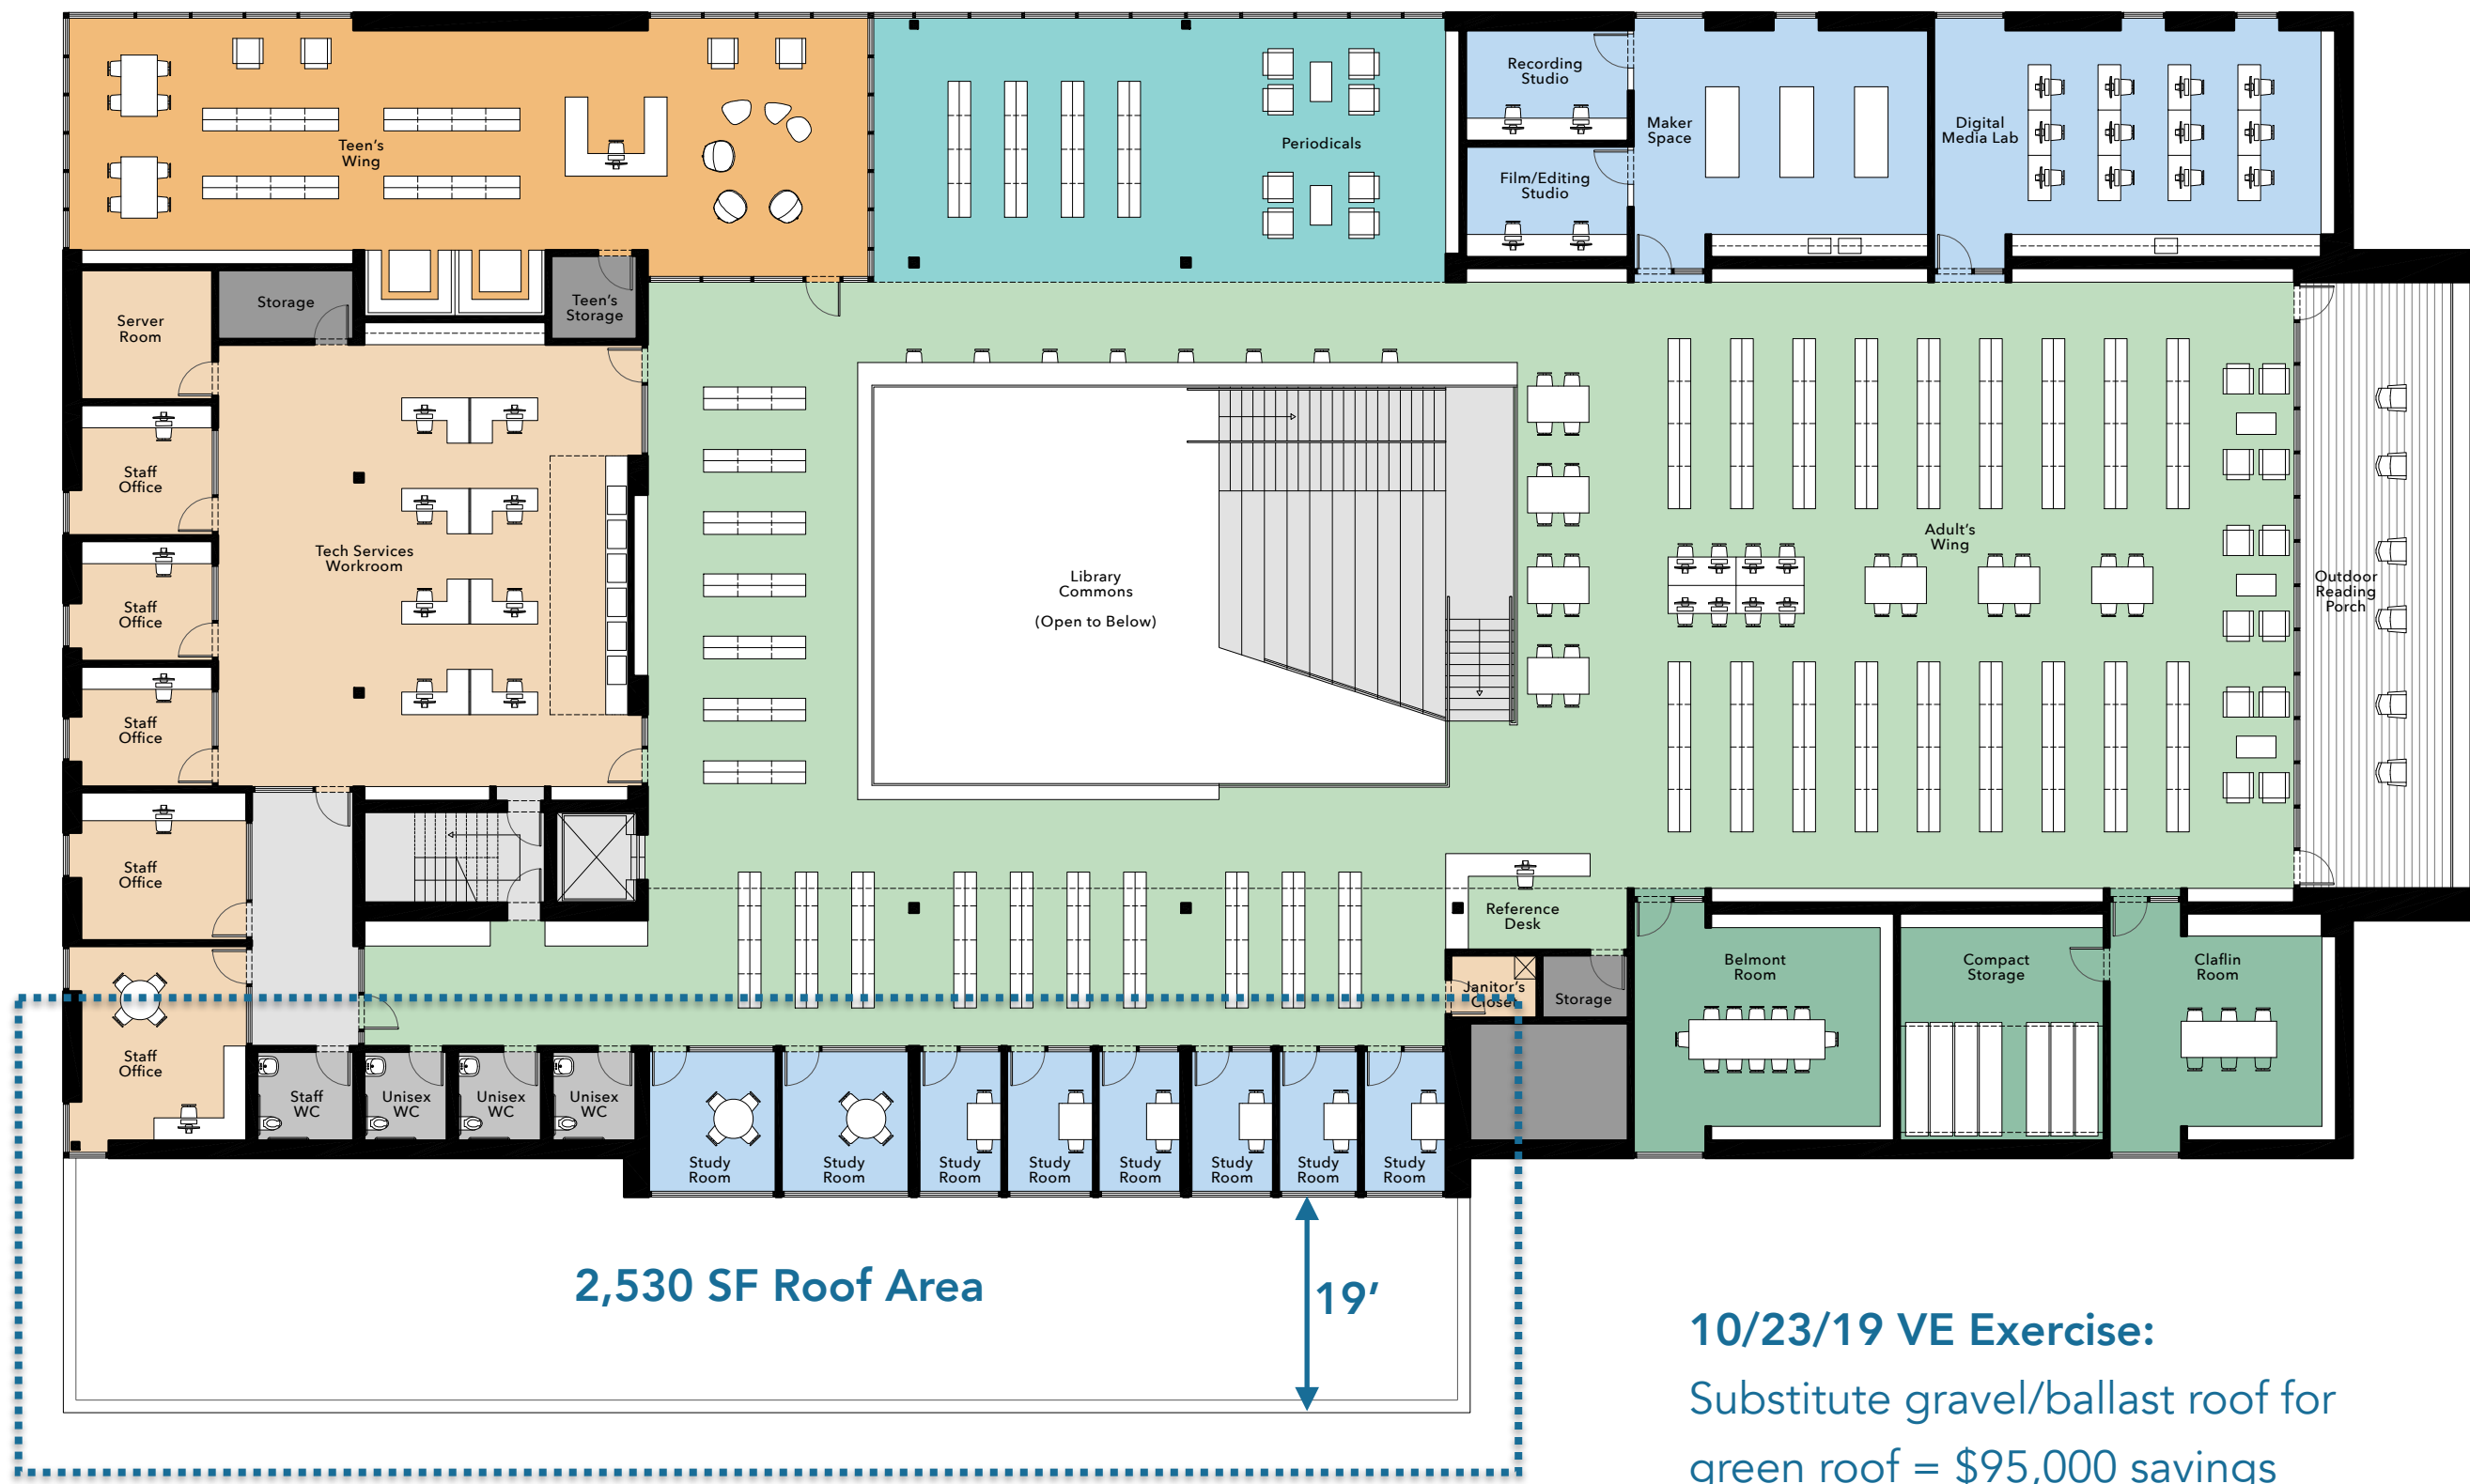 Teen's
Wing
Periodicals
Recording
Studio
Film/Editing
Studio
Maker
Space
Digital
Media Lab
Server
Room
Storage
Teen's
Storage
Staff
Office
Staff
Office
Staff
Office
Tech Services
Workroom
Library
Commons
(Open to Below)
Adult's
Wing
Outdoor
Reading
Porch
Staff
Office
Staff
Office
Reference
Desk
Janitor's
Closet
Storage
Belmont
Room
Compact
Storage
Claflin
Room
Staff
WC
Unisex
WC
Unisex
WC
Unisex
WC
Study
Room
Study
Room
Study
Room
Study
Room
Study
Room
Study
Room
Study
Room
Study
Room
2,530 SF Roof Area
19’
10/23/19 VE Exercise:
Substitute gravel/ballast roof for
green roof = $95,000 savings